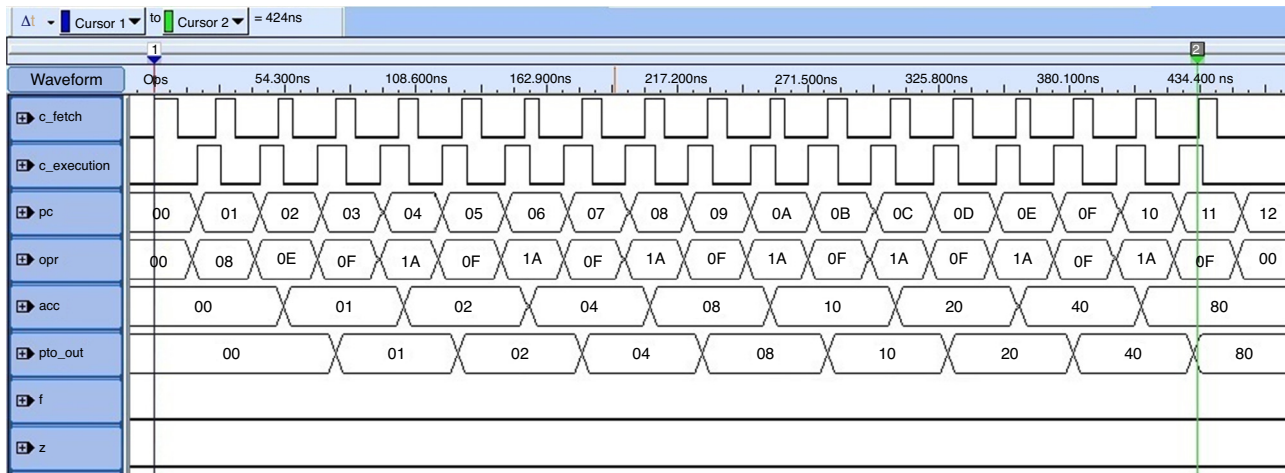 Δt Cursor 1 to Cursor 2 = 424ns
1 2
Waveform 0ps 54.300ns 108.600ns 162.900ns 217.200ns 271.500ns 325.800ns 380.100ns 434.400 ns
c_fetch
c_execution
pc 00 01 02 03 04 05 06 07 08 09 0A 0B 0C 0D 0E 0F 10 11 12
opr 00 08 0E 0F 1A 0F 1A 0F 1A 0F 1A 0F 1A 0F 1A 0F 1A 0F 00
acc 00 01 02 04 08 10 20 40 80
pto_out 00 01 02 04 08 10 20 40 80
f
z